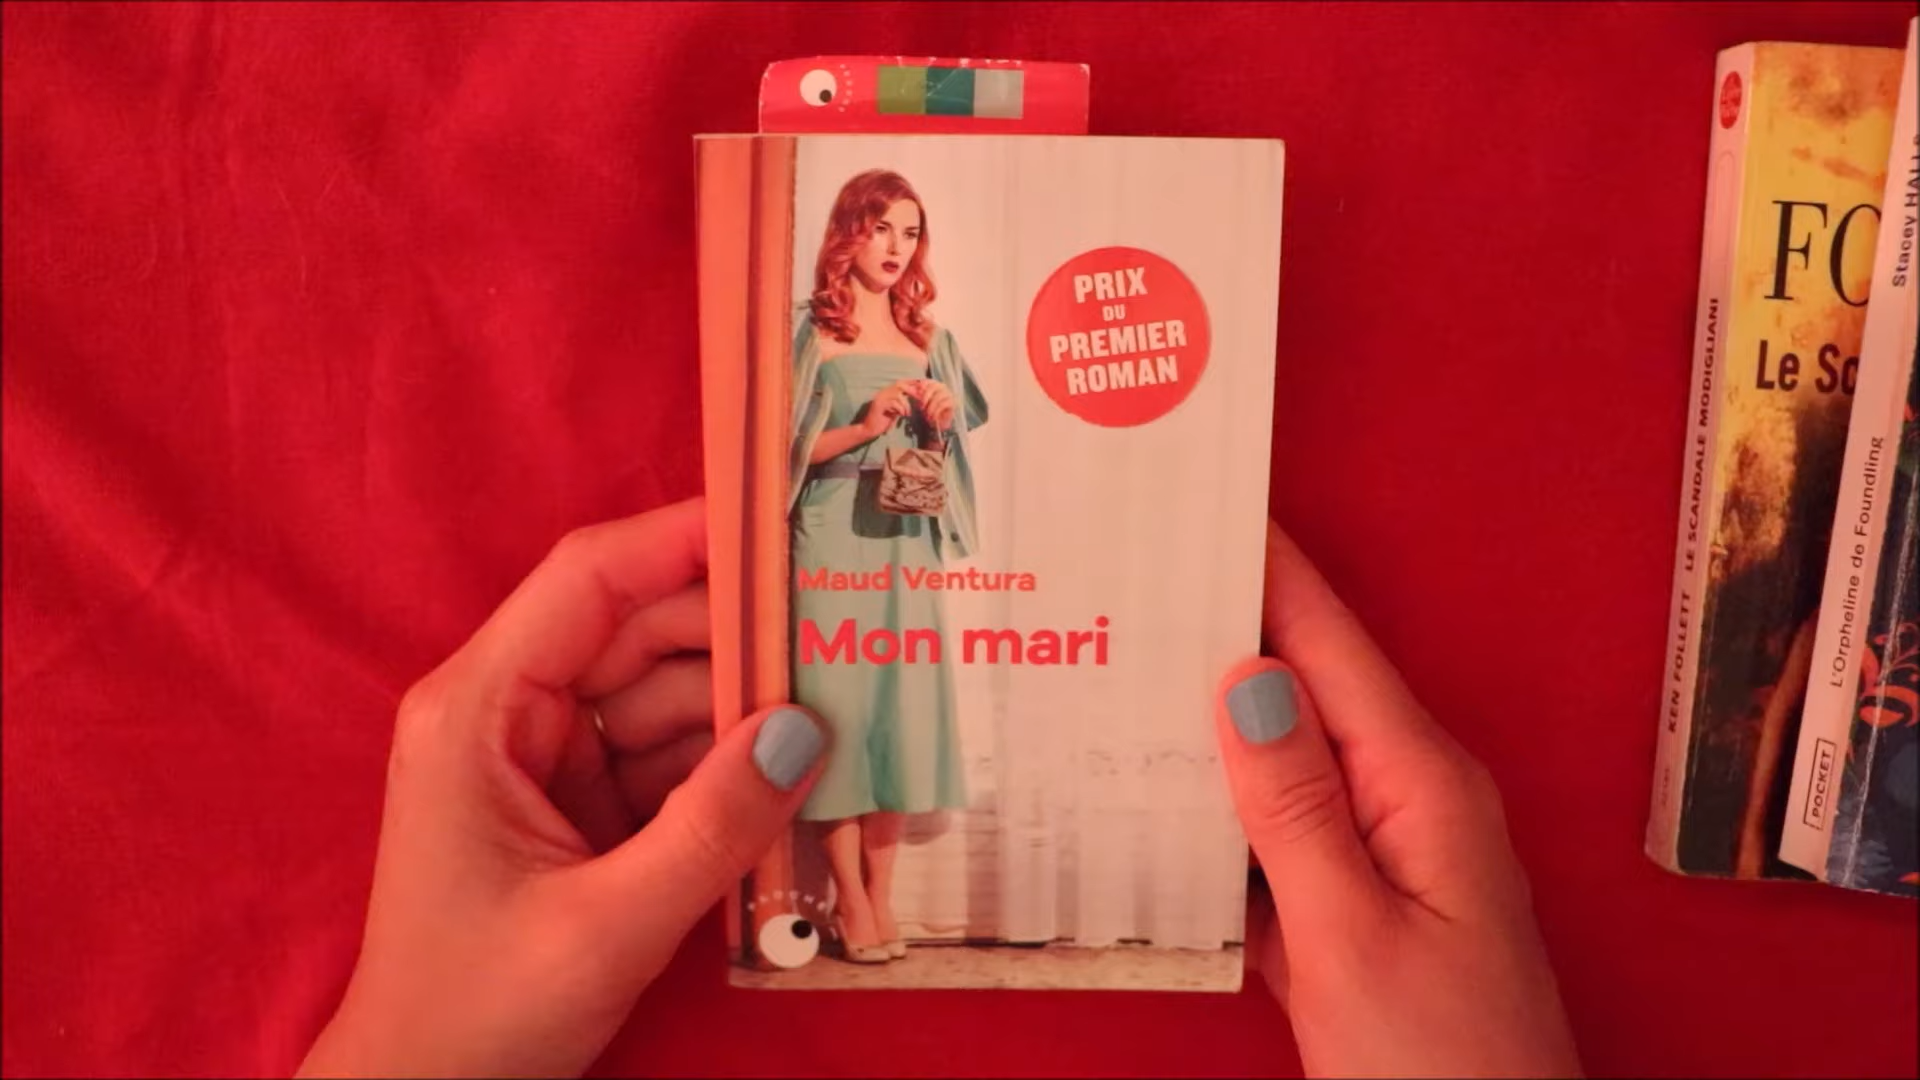 PRIX
DU
PREMIER
ROMAN
Maud Ventura
Mon mari
KEN FOLLETT LE SCANDALE MODIGLIANI
FO
Le Sc
Stacey HALLS
L'Orpheline de Foundling
POCKET